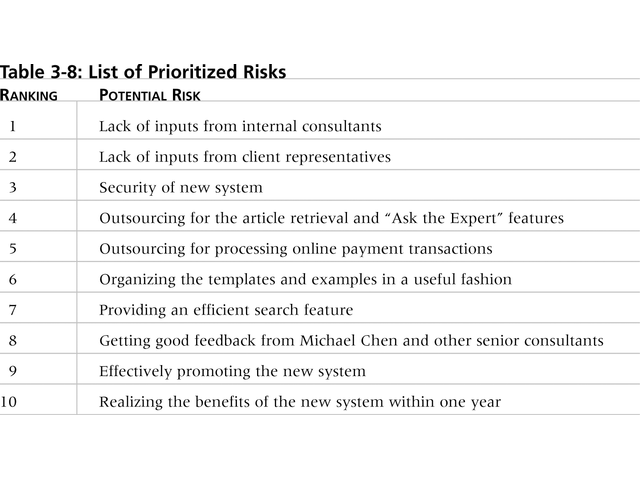 Table 3-8: List of Prioritized Risks
RANKING POTENTIAL RISK
1 Lack of inputs from internal consultants
2 Lack of inputs from client representatives
3 Security of new system
4 Outsourcing for the article retrieval and “Ask the Expert” features
5 Outsourcing for processing online payment transactions
6 Organizing the templates and examples in a useful fashion
7 Providing an efficient search feature
8 Getting good feedback from Michael Chen and other senior consultants
9 Effectively promoting the new system
10 Realizing the benefits of the new system within one year